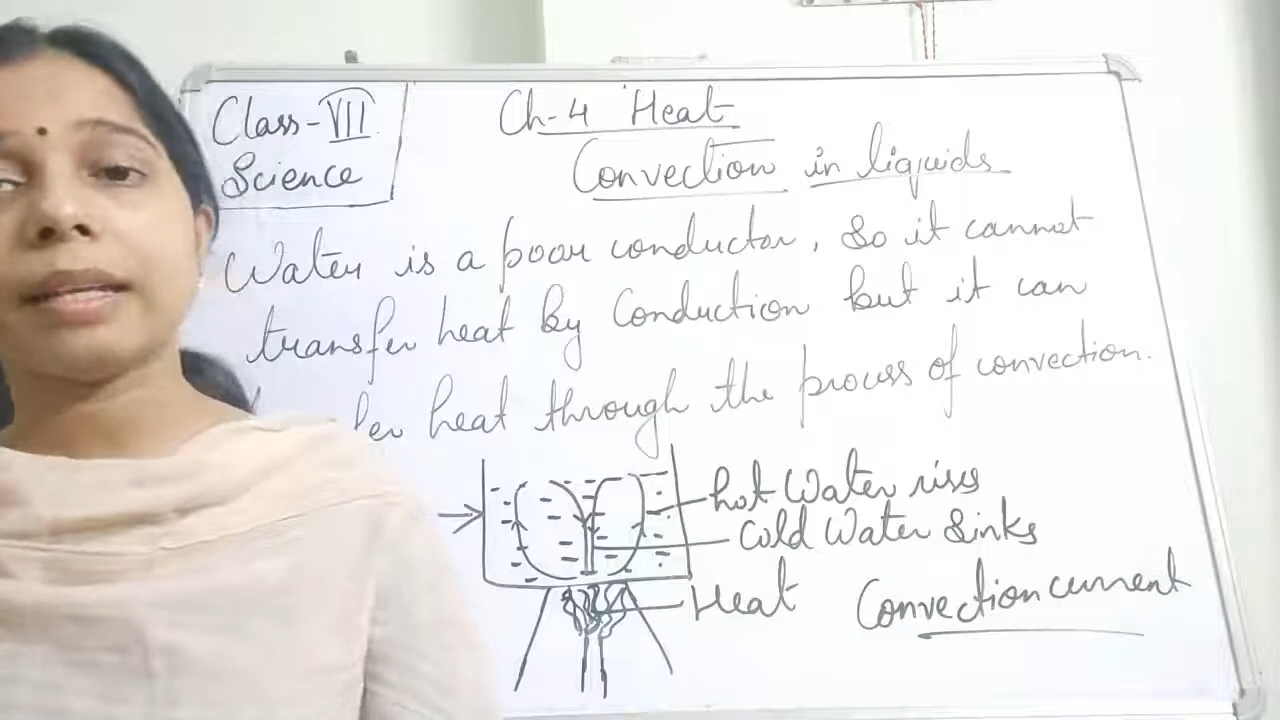 Class-VII
Science
Ch-4 Heat
Convection in liquids
Water is a poor conductor, So it cannot
transfer heat by Conduction but it can
heat through the process of convection.
hot Water rises
Cold Water Sinks
Heat
Convection current